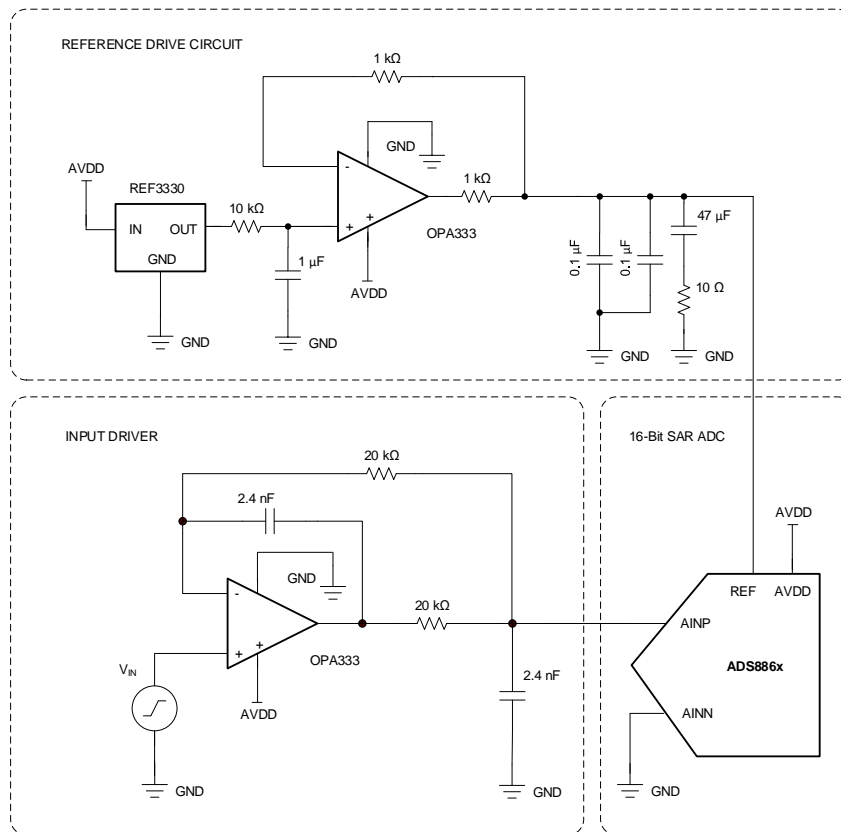 REFERENCE DRIVE CIRCUIT
1 kΩ
-
GND
AVDD
REF3330
1 kΩ
10 kΩ
47 µF
IN
OUT
+
+
OPA333
GND
1 µF
0.1 µF
0.1 µF
AVDD
10 Ω
GND
GND
GND
GND
INPUT DRIVER
16-Bit SAR ADC
20 kΩ
2.4 nF
AVDD
GND
-
REF
AVDD
20 kΩ
AINP
+
+
OPA333
VIN
ADS886x
2.4 nF
AVDD
AINN
GND
GND
GND